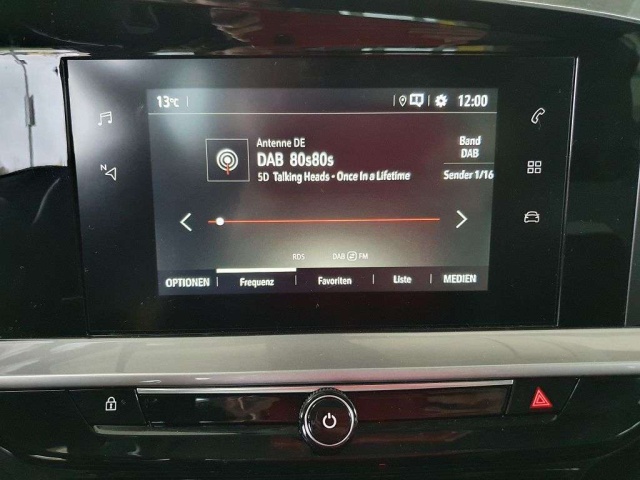 13°C 12:00
Antenne DE
DAB 80s80s
5D Talking Heads • Once In a Lifetime
Band
DAB
Sender 1/16
N
RDS DAB FM
OPTIONEN Frequenz Favoriten Liste MEDIEN